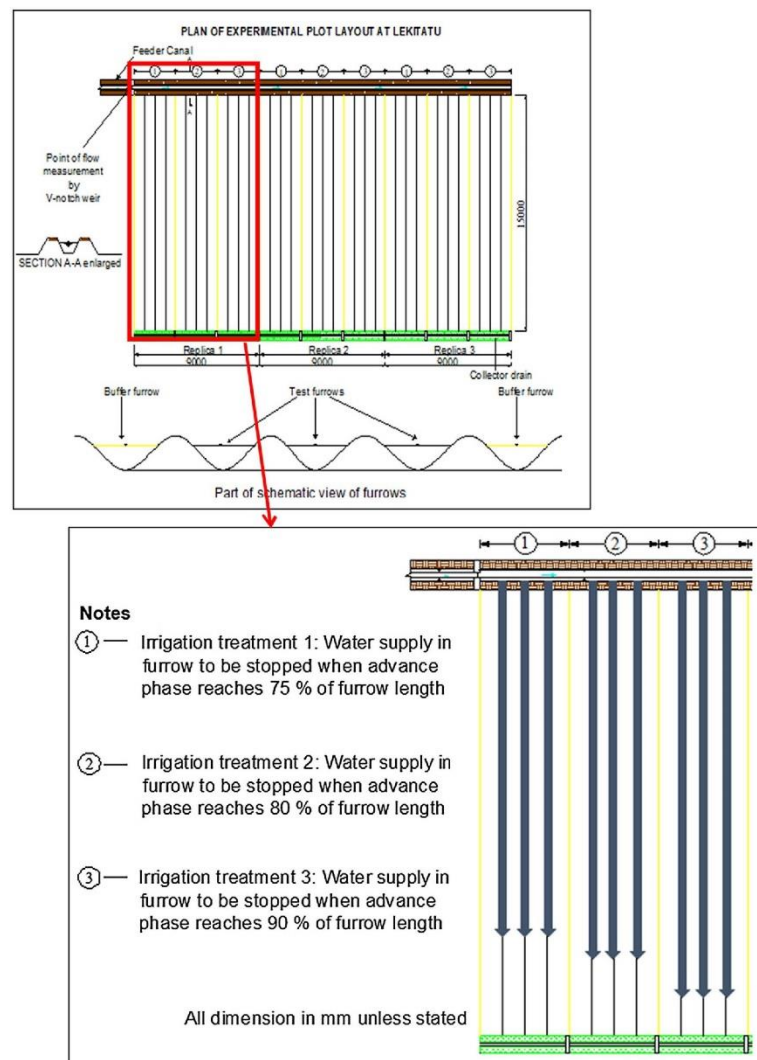 PLAN OF EXPERIMENTAL PLOT LAYOUT AT LEKITATU
Feeder Canal
A
1 2 3 1 2 3 1 2 3
A
Point of flow
measurement
by
V-notch weir
15000
SECTION A-A enlarged
Replica 1 Replica 2 Replica 3
9000 9000 9000
Collector drain
Buffer furrow Test furrows Buffer furrow
Part of schematic view of furrows
1 2 3
Notes
1 Irrigation treatment 1: Water supply in
furrow to be stopped when advance
phase reaches 75 % of furrow length
2 Irrigation treatment 2: Water supply in
furrow to be stopped when advance
phase reaches 80 % of furrow length
3 Irrigation treatment 3: Water supply in
furrow to be stopped when advance
phase reaches 90 % of furrow length
All dimension in mm unless stated